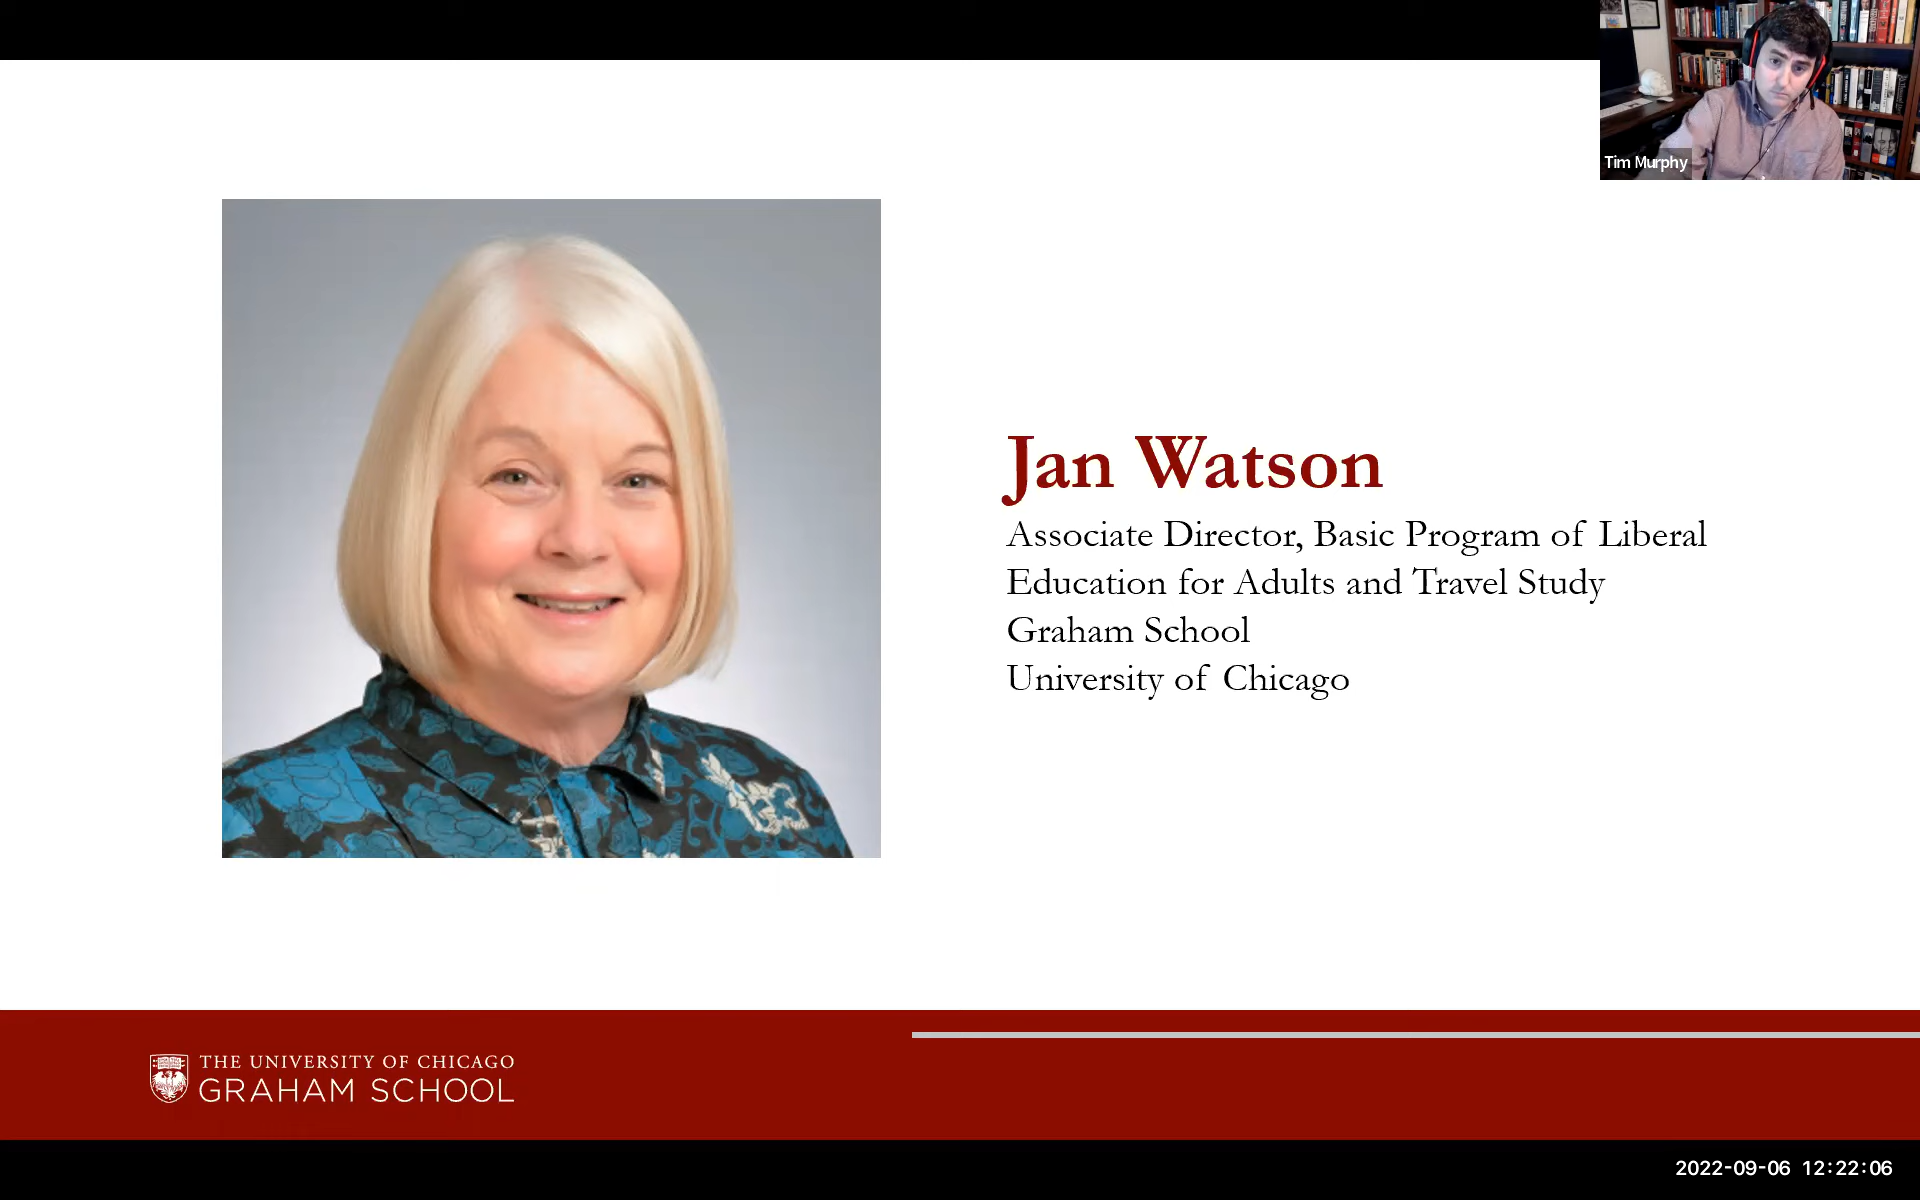 Tim Murphy
Jan Watson
Associate Director, Basic Program of Liberal
Education for Adults and Travel Study
Graham School
University of Chicago
THE UNIVERSITY OF CHICAGO
GRAHAM SCHOOL
2022-09-06 12:22:06